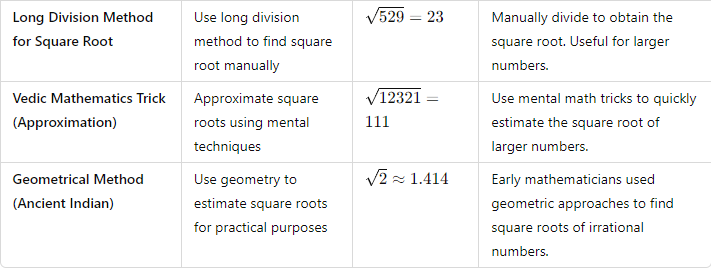 Long Division Method
for Square Root
Use long division
method to find square
root manually
√529 = 23
Manually divide to obtain the
square root. Useful for larger
numbers.
Vedic Mathematics Trick
(Approximation)
Approximate square
roots using mental
techniques
√12321 =
111
Use mental math tricks to quickly
estimate the square root of
larger numbers.
Geometrical Method
(Ancient Indian)
Use geometry to
estimate square roots
for practical purposes
√2 ≈ 1.414
Early mathematicians used
geometric approaches to find
square roots of irrational
numbers.